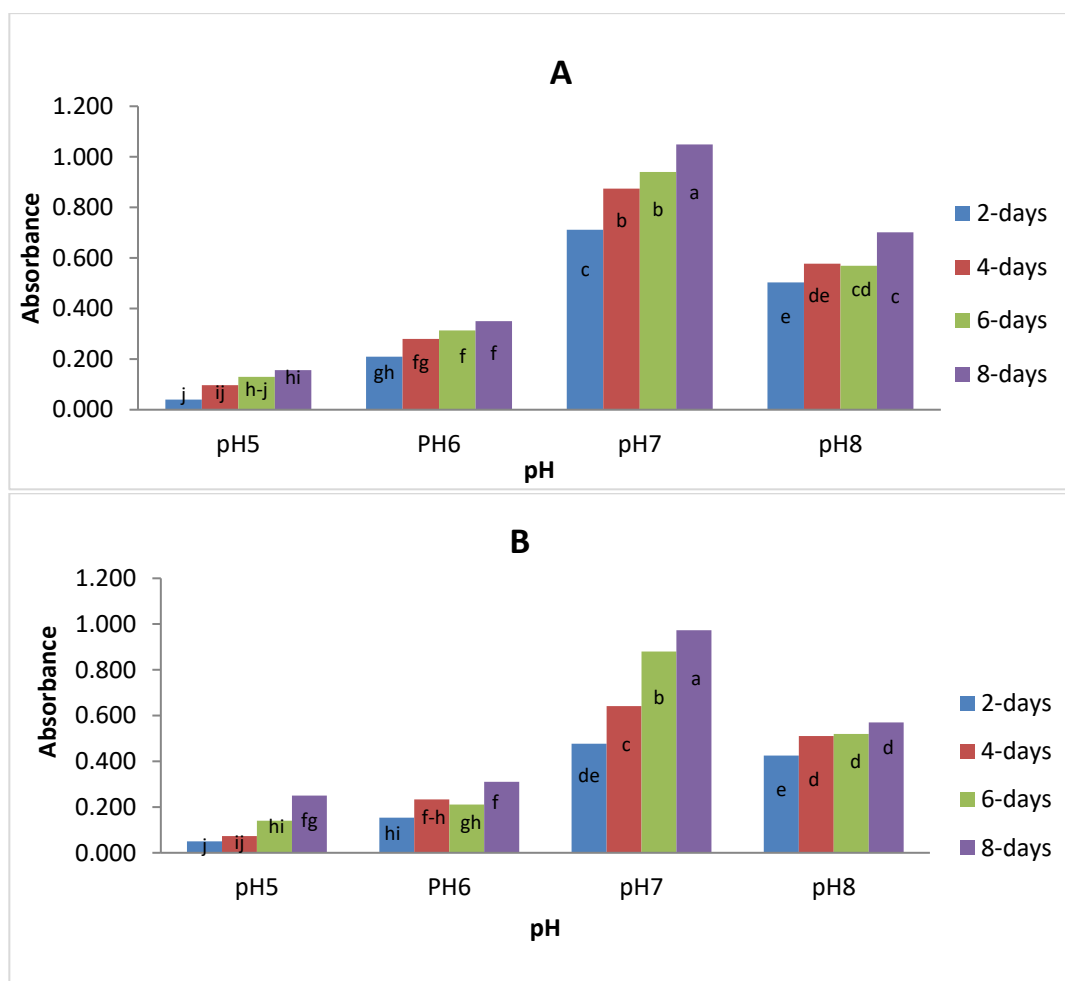 A
1.200
1.000
0.800
0.600
0.400
0.200
0.000
Absorbance
j ij h-j hi gh fg f f c b b a e de cd c
pH5 PH6 pH7 pH8
pH
2-days
4-days
6-days
8-days
B
1.200
1.000
0.800
0.600
0.400
0.200
0.000
Absorbance
j ij hi fg hi f-h gh f de c b a e d d d
pH5 PH6 pH7 pH8
pH
2-days
4-days
6-days
8-days